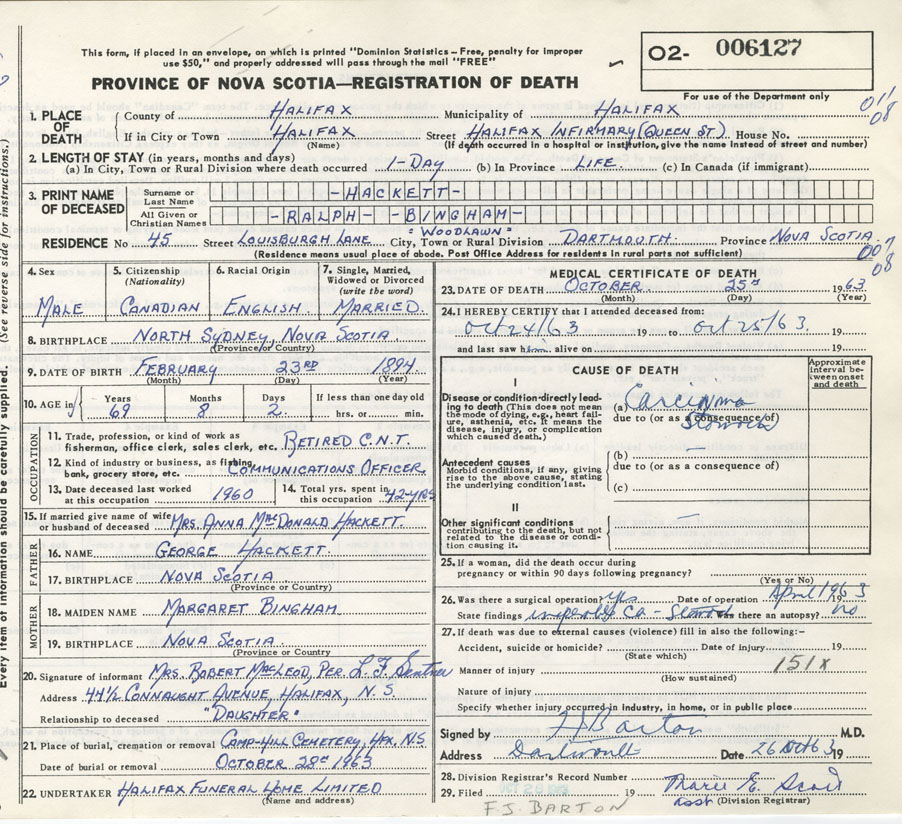 This form, if placed in an envelope, on which is printed "Dominion Statistics – Free, penalty for improper
use $50," and properly addressed will pass through the mail "FREE"
O2- 006127
For use of the Department only
PROVINCE OF NOVA SCOTIA—REGISTRATION OF DEATH
(See reverse side for instructions.)
Every item of information should be carefully supplied.
1. PLACE OF DEATH
County of HALIFAX Municipality of HALIFAX 011/08
If in City or Town HALIFAX Street HALIFAX INFIRMARY (QUEEN ST). House No.
(Name) (If death occurred in a hospital or institution, give the name instead of street and number)
2. LENGTH OF STAY (in years, months and days)
(a) In City, Town or Rural Division where death occurred 1-DAY (b) In Province LIFE. (c) In Canada (if immigrant)
3. PRINT NAME OF DECEASED
Surname or Last Name -HACKETT-
All Given or Christian Names -RALPH- -BINGHAM-
"WOODLAWN"
RESIDENCE No 45 Street LOUISBURGH LANE City, Town or Rural Division DARTMOUTH. Province NOVA SCOTIA.
(Residence means usual place of abode. Post Office Address for residents in rural parts not sufficient)
08
4. Sex MALE
5. Citizenship (Nationality) CANADIAN
6. Racial Origin ENGLISH
7. Single, Married, Widowed or Divorced (write the word) MARRIED.
8. BIRTHPLACE NORTH SYDNEY, NOVA SCOTIA
(Province or Country)
9. DATE OF BIRTH FEBRUARY 23RD 1894
(Month) (Day) (Year)
10. AGE in Years 69 Months 8 Days 2. If less than one day old hrs. or min.
OCCUPATION
11. Trade, profession, or kind of work as fisherman, office clerk, sales clerk, etc. RETIRED C.N.T.
12. Kind of industry or business, as fishing, bank, grocery store, etc. COMMUNICATIONS OFFICER
13. Date deceased last worked at this occupation 1960
14. Total yrs. spent in this occupation 42-YRS
15. If married give name of wife or husband of deceased MRS. ANNA MACDONALD HACKETT.
FATHER
16. NAME GEORGE HACKETT.
17. BIRTHPLACE NOVA SCOTIA
(Province or Country)
MOTHER
18. MAIDEN NAME MARGARET BINGHAM
19. BIRTHPLACE NOVA SCOTIA.
(Province or Country)
20. Signature of informant MRS. ROBERT MACLEOD, PER L. F.
Address 44½ CONNAUGHT AVENUE, HALIFAX, N.S.
Relationship to deceased "DAUGHTER"
21. Place of burial, cremation or removal CAMP-HILL CEMETERY, HFX, N.S
Date of burial or removal OCTOBER 28th 1963
22. UNDERTAKER HALIFAX FUNERAL HOME LIMITED
(Name and address)
MEDICAL CERTIFICATE OF DEATH
23. DATE OF DEATH OCTOBER 25th 1963.
(Month) (Day) (Year)
24. I HEREBY CERTIFY that I attended deceased from:
Oct 24/63 19 to Oct 25/63. 19
and last saw him alive on 19
CAUSE OF DEATH
Approximate interval between onset and death
I
Disease or condition directly leading to death (This does not mean the mode of dying, e.g., heart failure, asthenia, etc. It means the disease, injury, or complication which caused death.)
(a) Carcinoma
due to (or as a consequence of)
Stomach
Antecedent causes
Morbid conditions, if any, giving rise to the above cause, stating the underlying condition last.
(b) —
due to (or as a consequence of)
(c)
II
Other significant conditions
contributing to the death, but not related to the disease or condition causing it. —
25. If a woman, did the death occur during pregnancy or within 90 days following pregnancy?
(Yes or No)
26. Was there a surgical operation? yes Date of operation April 1963 19
State findings inoperable Ca - Stomach Was there an autopsy? no
27. If death was due to external causes (violence) fill in also the following:–
Accident, suicide or homicide? Date of injury 19
(State which)
Manner of injury 151X
(How sustained)
Nature of injury
Specify whether injury occurred in industry, in home, or in public place
Signed by FJ Barton M.D.
Address Dartmouth Date 26 Oct 63 19
28. Division Registrar's Record Number
29. Filed 19 Marie E.
asst (Division Registrar)
F.J. BARTON